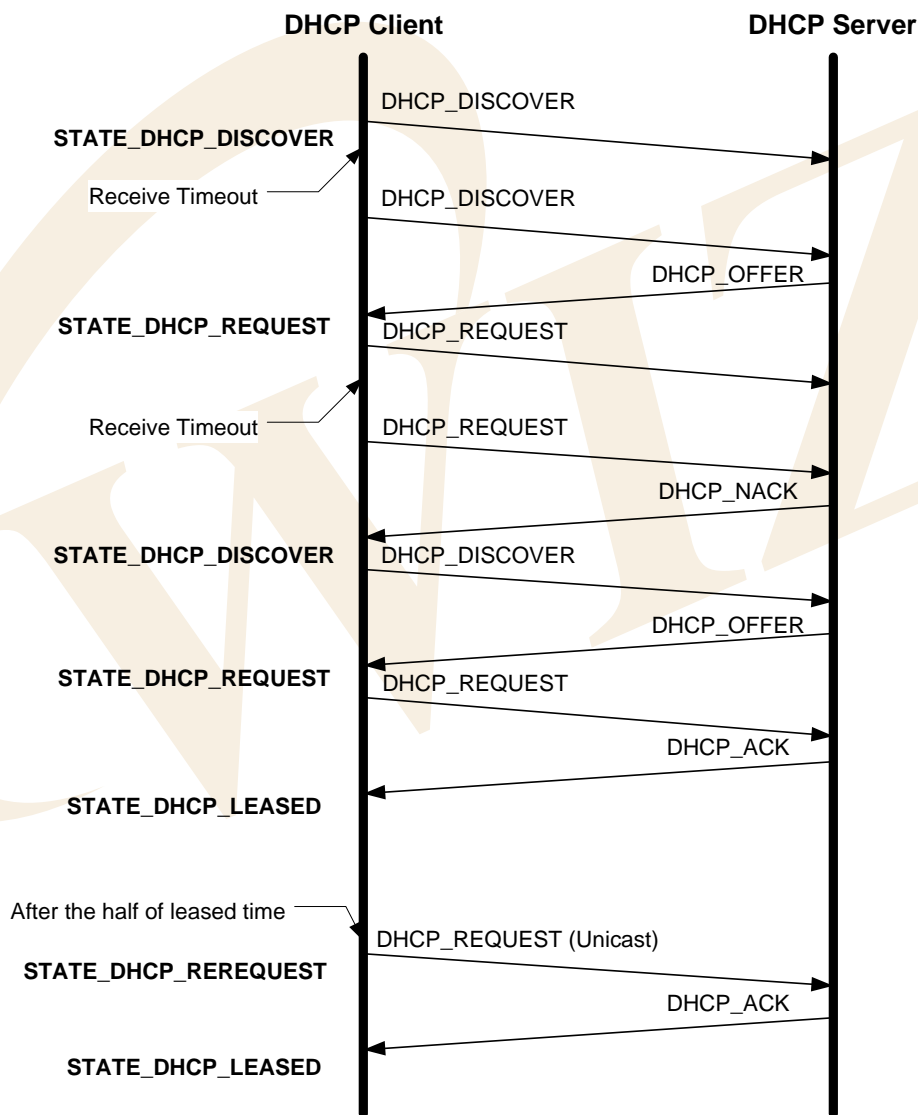 DHCP Client
DHCP Server
DHCP_DISCOVER
STATE_DHCP_DISCOVER
Receive Timeout
DHCP_DISCOVER
DHCP_OFFER
STATE_DHCP_REQUEST
DHCP_REQUEST
Receive Timeout
DHCP_REQUEST
DHCP_NACK
STATE_DHCP_DISCOVER
DHCP_DISCOVER
DHCP_OFFER
STATE_DHCP_REQUEST
DHCP_REQUEST
DHCP_ACK
STATE_DHCP_LEASED
After the half of leased time
DHCP_REQUEST (Unicast)
STATE_DHCP_REREQUEST
DHCP_ACK
STATE_DHCP_LEASED
WIZ